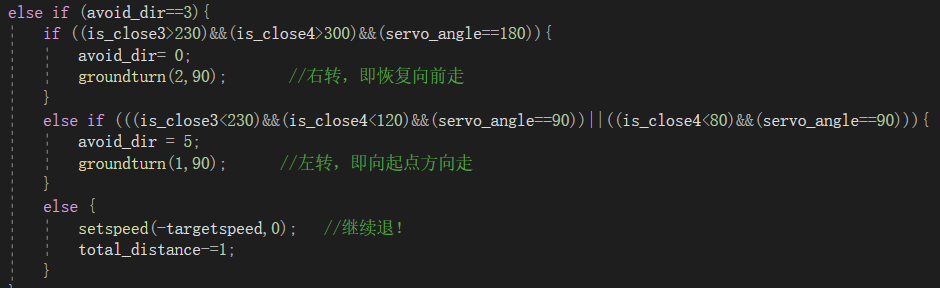 else if (avoid_dir==3){
if ((is_close3>230)&&(is_close4>300)&&(servo_angle==180)){
avoid_dir= 0;
groundturn(2,90); //右转，即恢复向前走
}
else if (((is_close3<230)&&(is_close4<120)&&(servo_angle==90))||((is_close4<80)&&(servo_angle==90))){
avoid_dir = 5;
groundturn(1,90); //左转，即向起点方向走
}
else {
setspeed(-targetspeed,0); //继续退！
total_distance-=1;
}